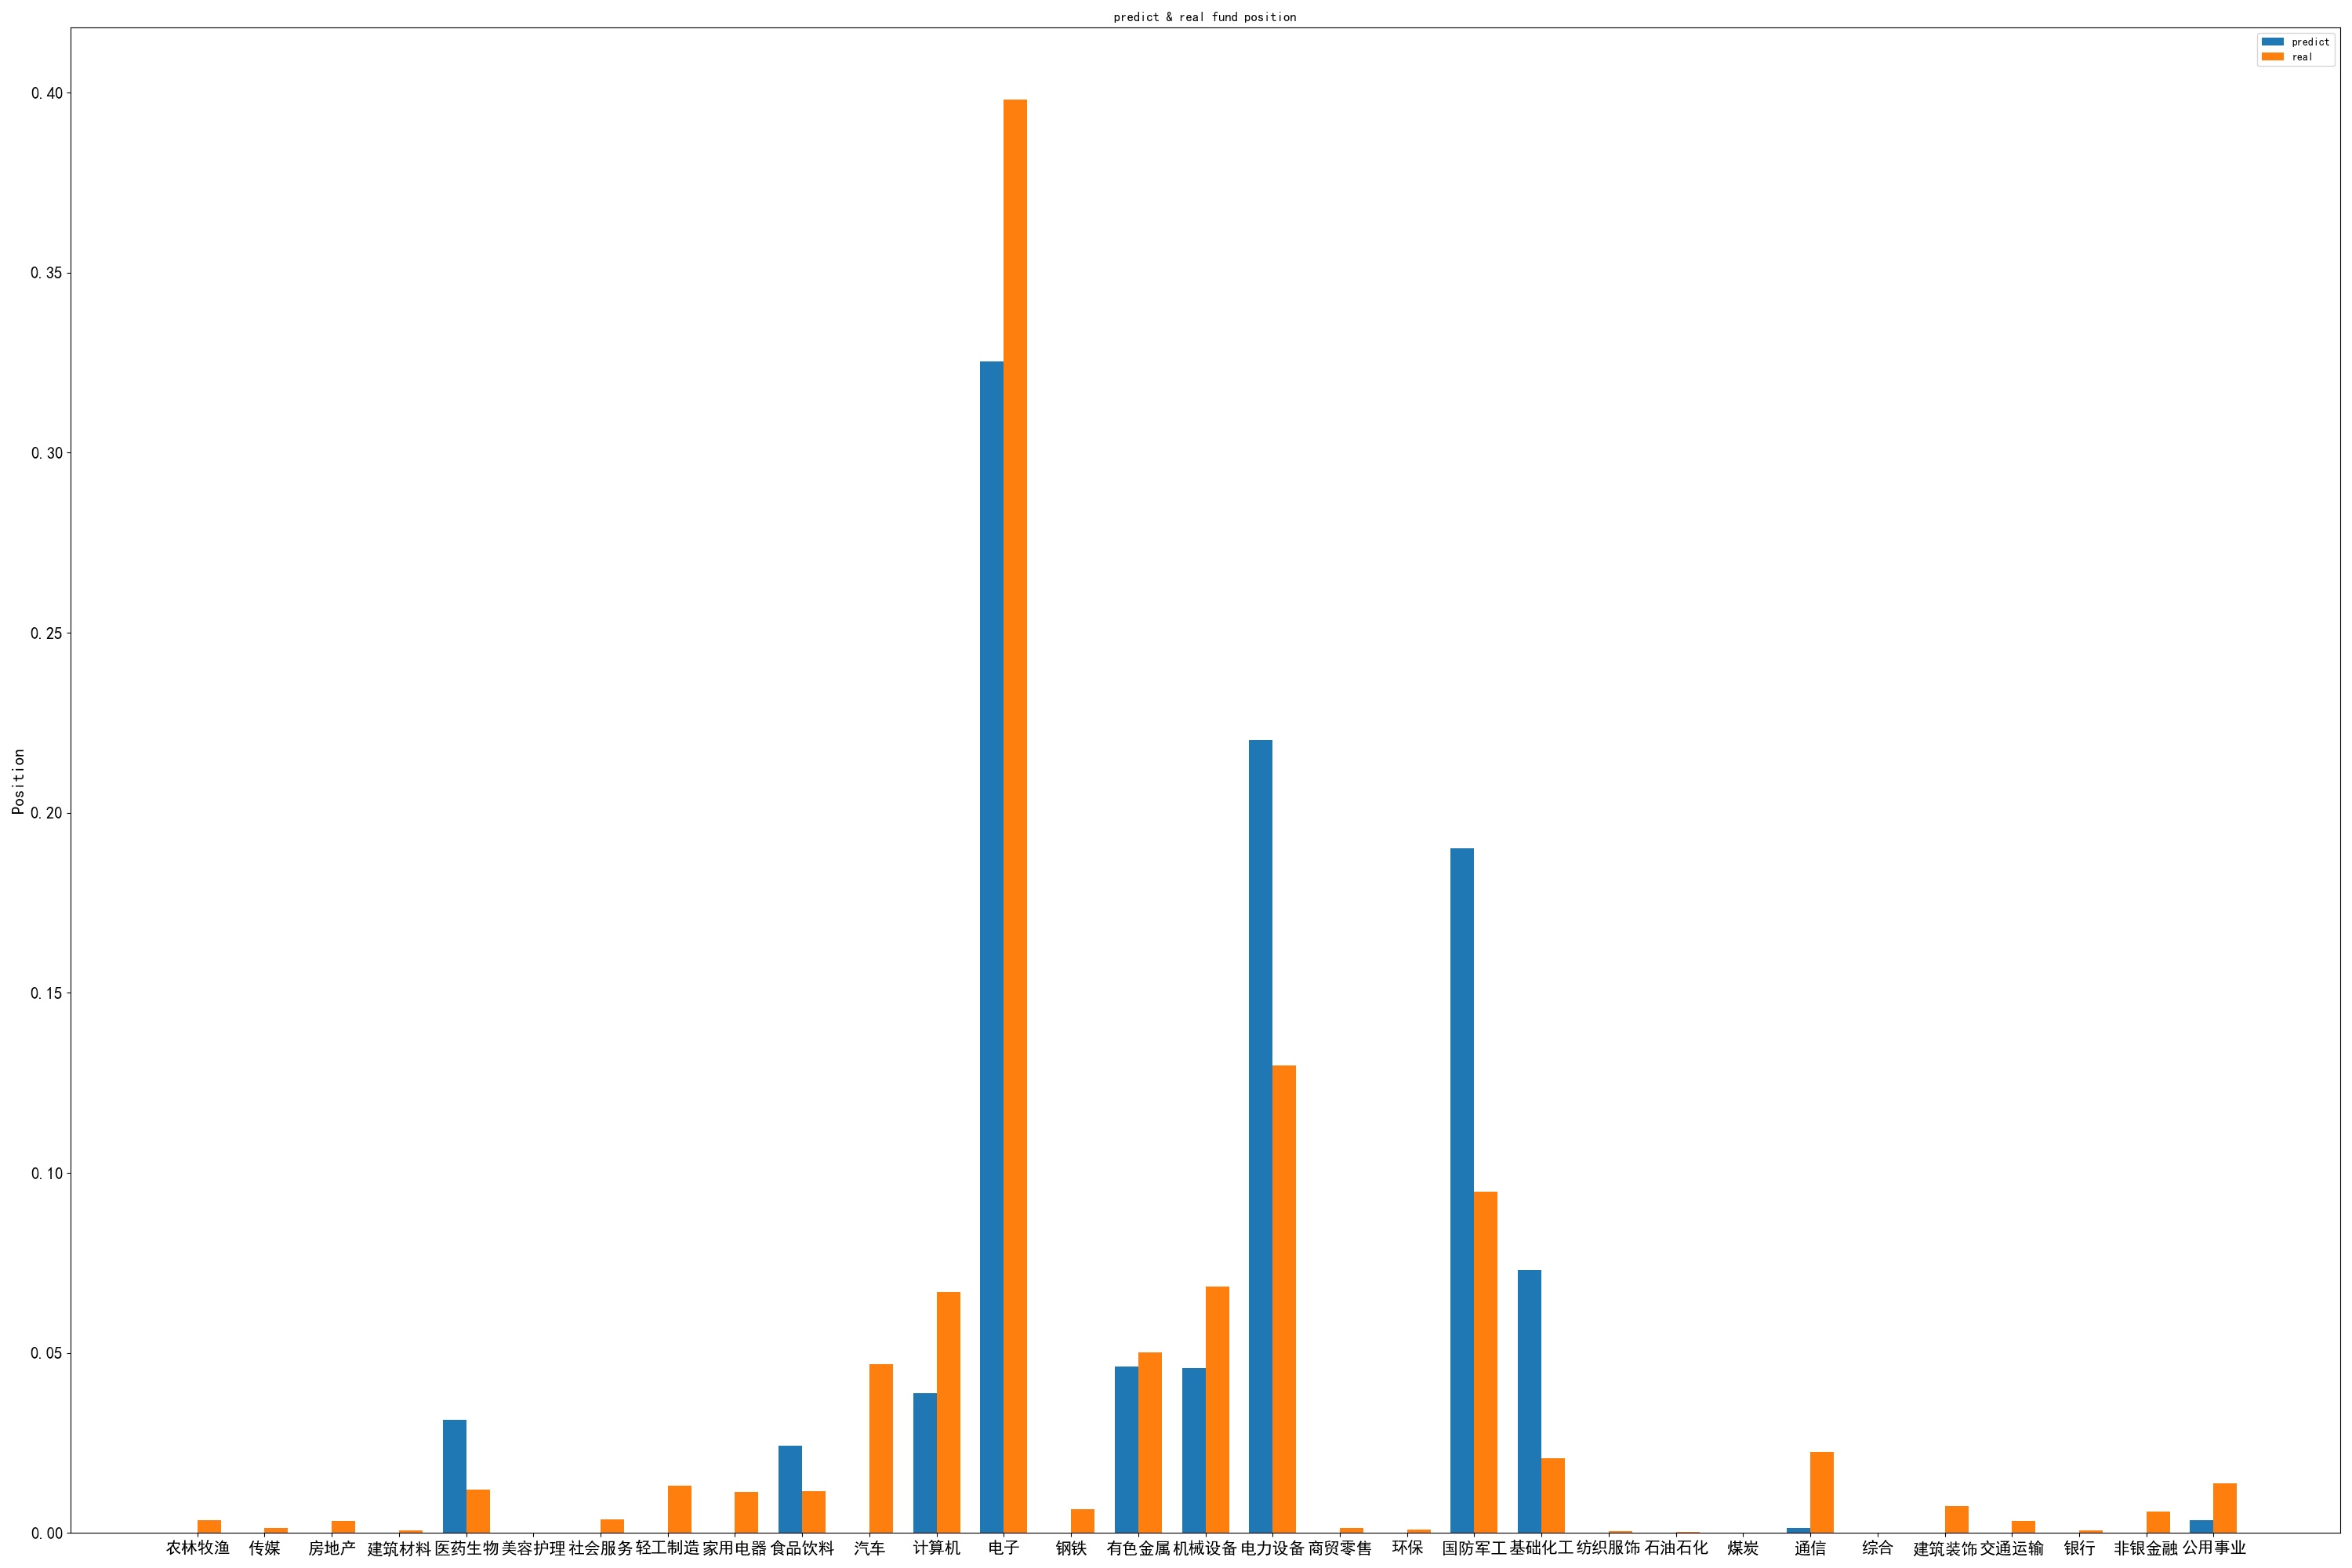 predict & real fund position
predict
real
0.40
0.35
0.30
0.25
0.20
0.15
0.10
0.05
0.00
Position
农林牧渔 传媒 房地产 建筑材料 医药生物 美容护理 社会服务 轻工制造 家用电器 食品饮料 汽车 计算机 电子 钢铁 有色金属 机械设备 电力设备 商贸零售 环保 国防军工 基础化工 纺织服饰 石油石化 煤炭 通信 综合 建筑装饰 交通运输 银行 非银金融 公用事业